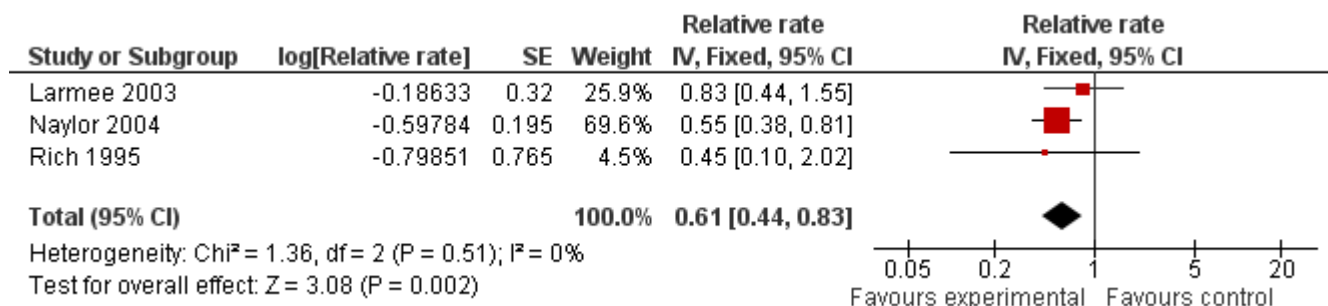 Relative rate Relative rate
Study or Subgroup log[Relative rate] SE Weight IV, Fixed, 95% CI IV, Fixed, 95% CI
Larmee 2003 -0.18633 0.32 25.9% 0.83 [0.44, 1.55]
Naylor 2004 -0.59784 0.195 69.6% 0.55 [0.38, 0.81]
Rich 1995 -0.79851 0.765 4.5% 0.45 [0.10, 2.02]
Total (95% CI) 100.0% 0.61 [0.44, 0.83]
Heterogeneity: Chi² = 1.36, df = 2 (P = 0.51); I² = 0%
Test for overall effect: Z = 3.08 (P = 0.002)
0.05 0.2 1 5 20
Favours experimental Favours control